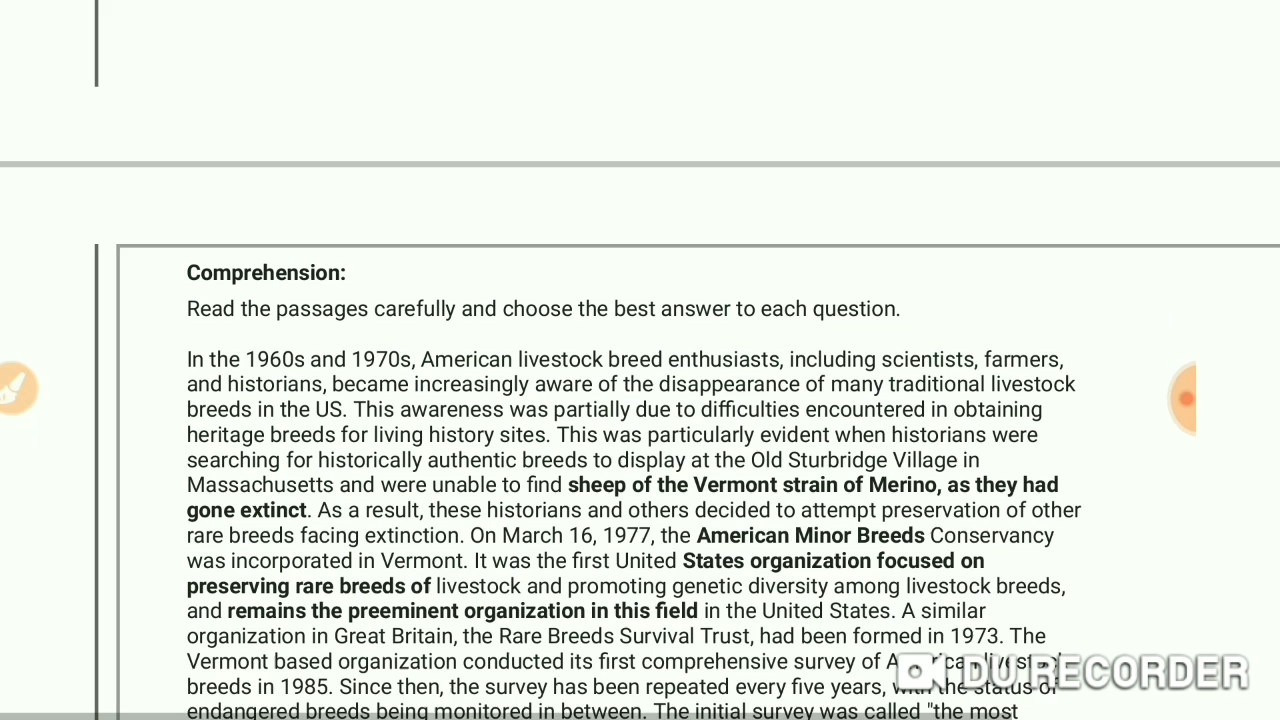 Comprehension:
Read the passages carefully and choose the best answer to each question.
In the 1960s and 1970s, American livestock breed enthusiasts, including scientists, farmers,
and historians, became increasingly aware of the disappearance of many traditional livestock
breeds in the US. This awareness was partially due to difficulties encountered in obtaining
heritage breeds for living history sites. This was particularly evident when historians were
searching for historically authentic breeds to display at the Old Sturbridge Village in
Massachusetts and were unable to find sheep of the Vermont strain of Merino, as they had
gone extinct. As a result, these historians and others decided to attempt preservation of other
rare breeds facing extinction. On March 16, 1977, the American Minor Breeds Conservancy
was incorporated in Vermont. It was the first United States organization focused on
preserving rare breeds of livestock and promoting genetic diversity among livestock breeds,
and remains the preeminent organization in this field in the United States. A similar
organization in Great Britain, the Rare Breeds Survival Trust, had been formed in 1973. The
Vermont based organization conducted its first comprehensive survey of American livestock
breeds in 1985. Since then, the survey has been repeated every five years, with the status of
endangered breeds being monitored in between. The initial survey was called "the most
DU RECORDER